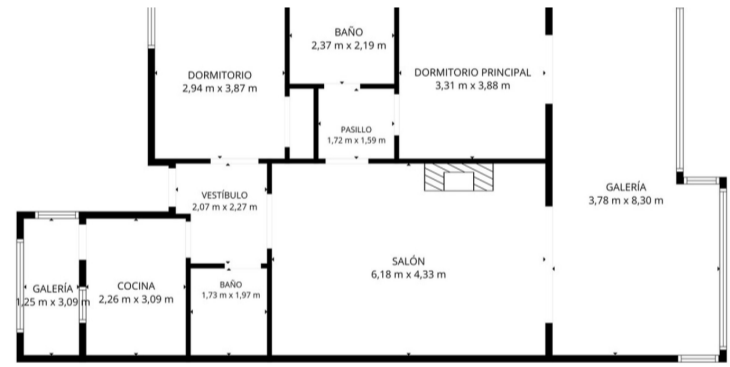 BAÑO
2,37 m x 2,19 m
DORMITORIO
2,94 m x 3,87 m
DORMITORIO PRINCIPAL
3,31 m x 3,88 m
PASILLO
1,72 m x 1,59 m
VESTÍBULO
2,07 m x 2,27 m
GALERÍA
3,78 m x 8,30 m
SALÓN
6,18 m x 4,33 m
GALERÍA
1,25 m x 3,09 m
COCINA
2,26 m x 3,09 m
BAÑO
1,73 m x 1,97 m